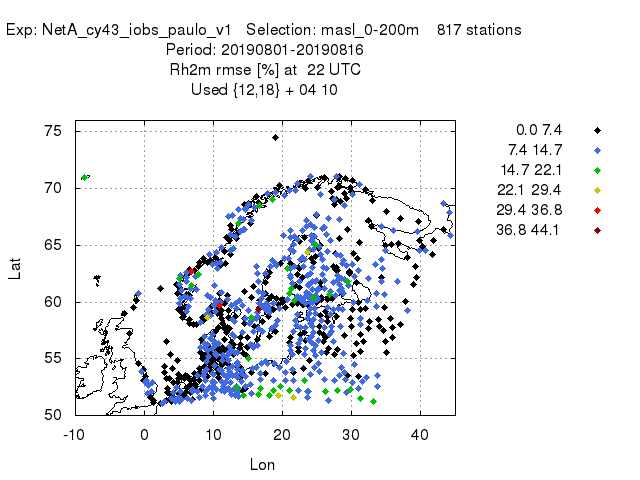 Exp: NetA_cy43_iobs_paulo_v1 Selection: masl_0-200m 817 stations
Period: 20190801-20190816
Rh2m rmse [%] at 22 UTC
Used {12,18} + 04 10
75
70
65
60
55
50
Lat
-10 0 10 20 30 40
Lon
0.0 7.4
7.4 14.7
14.7 22.1
22.1 29.4
29.4 36.8
36.8 44.1